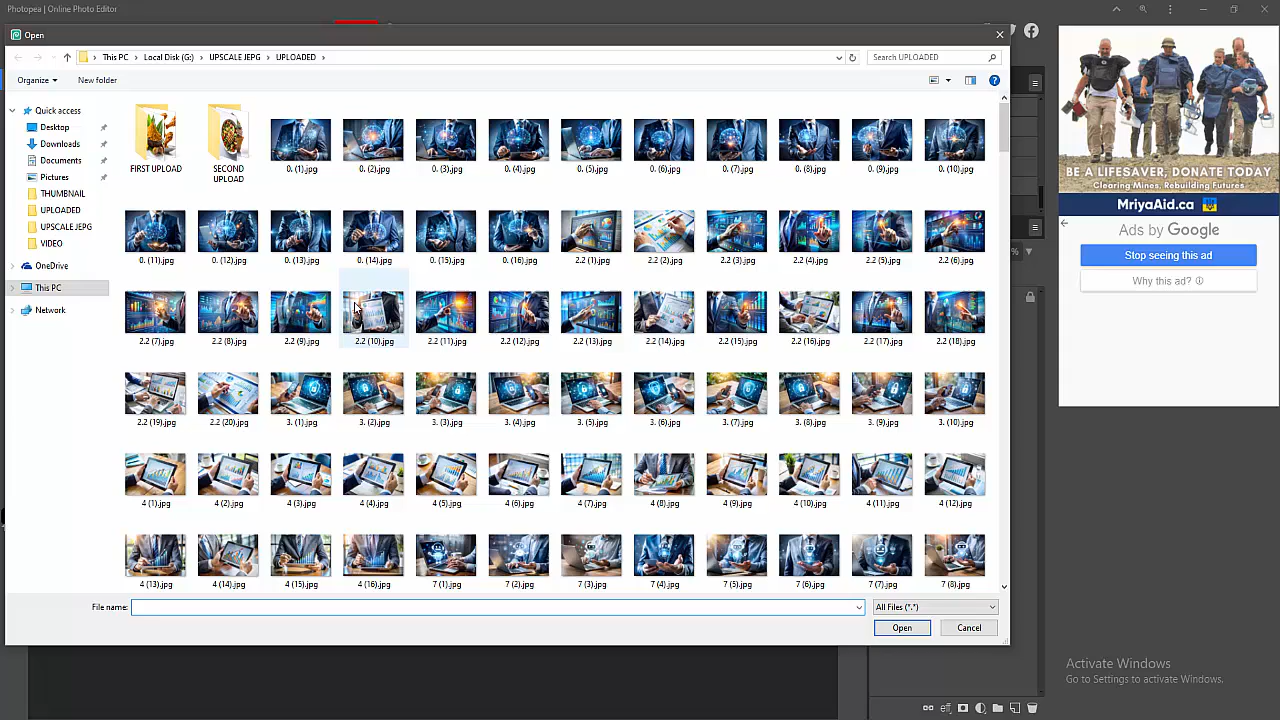 Photopea | Online Photo Editor
Open
This PC > Local Disk (G:) > UPSCALE JEPG > UPLOADED >
Search UPLOADED
Organize
New folder
Quick access
Desktop
Downloads
Documents
Pictures
THUMBNAIL
UPLOADED
UPSCALE JEPG
VIDEO
OneDrive
This PC
Network
FIRST UPLOAD
SECOND UPLOAD
0. (1).jpg
0. (2).jpg
0. (3).jpg
0. (4).jpg
0. (5).jpg
0. (6).jpg
0. (7).jpg
0. (8).jpg
0. (9).jpg
0. (10).jpg
0. (11).jpg
0. (12).jpg
0. (13).jpg
0. (14).jpg
0. (15).jpg
0. (16).jpg
2.2 (1).jpg
2.2 (2).jpg
2.2 (3).jpg
2.2 (4).jpg
2.2 (5).jpg
2.2 (6).jpg
2.2 (7).jpg
2.2 (8).jpg
2.2 (9).jpg
2.2 (10).jpg
2.2 (11).jpg
2.2 (12).jpg
2.2 (13).jpg
2.2 (14).jpg
2.2 (15).jpg
2.2 (16).jpg
2.2 (17).jpg
2.2 (18).jpg
2.2 (19).jpg
2.2 (20).jpg
3. (1).jpg
3. (2).jpg
3. (3).jpg
3. (4).jpg
3. (5).jpg
3. (6).jpg
3. (7).jpg
3. (8).jpg
3. (9).jpg
3. (10).jpg
4 (1).jpg
4 (2).jpg
4 (3).jpg
4 (4).jpg
4 (5).jpg
4 (6).jpg
4 (7).jpg
4 (8).jpg
4 (9).jpg
4 (10).jpg
4 (11).jpg
4 (12).jpg
4 (13).jpg
4 (14).jpg
4 (15).jpg
4 (16).jpg
7 (1).jpg
7 (2).jpg
7 (3).jpg
7 (4).jpg
7 (5).jpg
7 (6).jpg
7 (7).jpg
7 (8).jpg
File name:
All Files (*.*)
Open
Cancel
BE A LIFESAVER, DONATE TODAY
Clearing Mines, Rebuilding Futures
MriyaAid.ca
Ads by Google
Stop seeing this ad
Why this ad?
%
Activate Windows
Go to Settings to activate Windows.